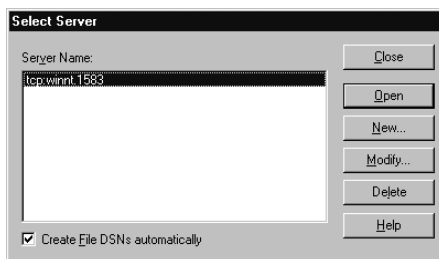 Select Server
Server Name:
tcp:winnt.1583
Close
Open
New...
Modify...
Delete
Help
Create File DSNs automatically